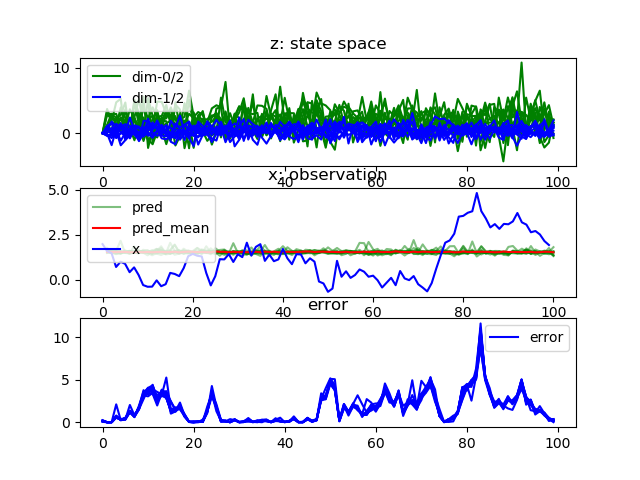 z: state space
10
0
dim-0/2
dim-1/2
0 20 40 60 80 100
x: observation
5.0
2.5
0.0
pred
pred_mean
x
0 20 40 60 80 100
error
10
5
0
error
0 20 40 60 80 100